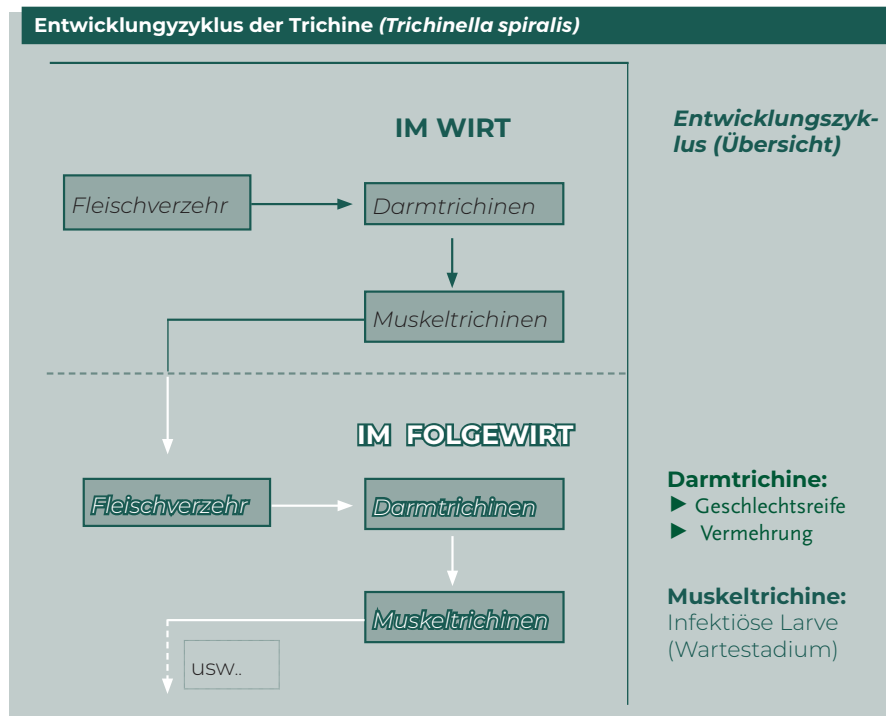 Entwicklungyzyklus der Trichine (Trichinella spiralis)
IM WIRT
Entwicklungszyk-
lus (Übersicht)
Fleischverzehr
Darmtrichinen
Muskeltrichinen
IM FOLGEWIRT
Fleischverzehr
Darmtrichinen
Muskeltrichinen
usw..
Darmtrichine:
► Geschlechtsreife
► Vermehrung
Muskeltrichine:
Infektiöse Larve
(Wartestadium)